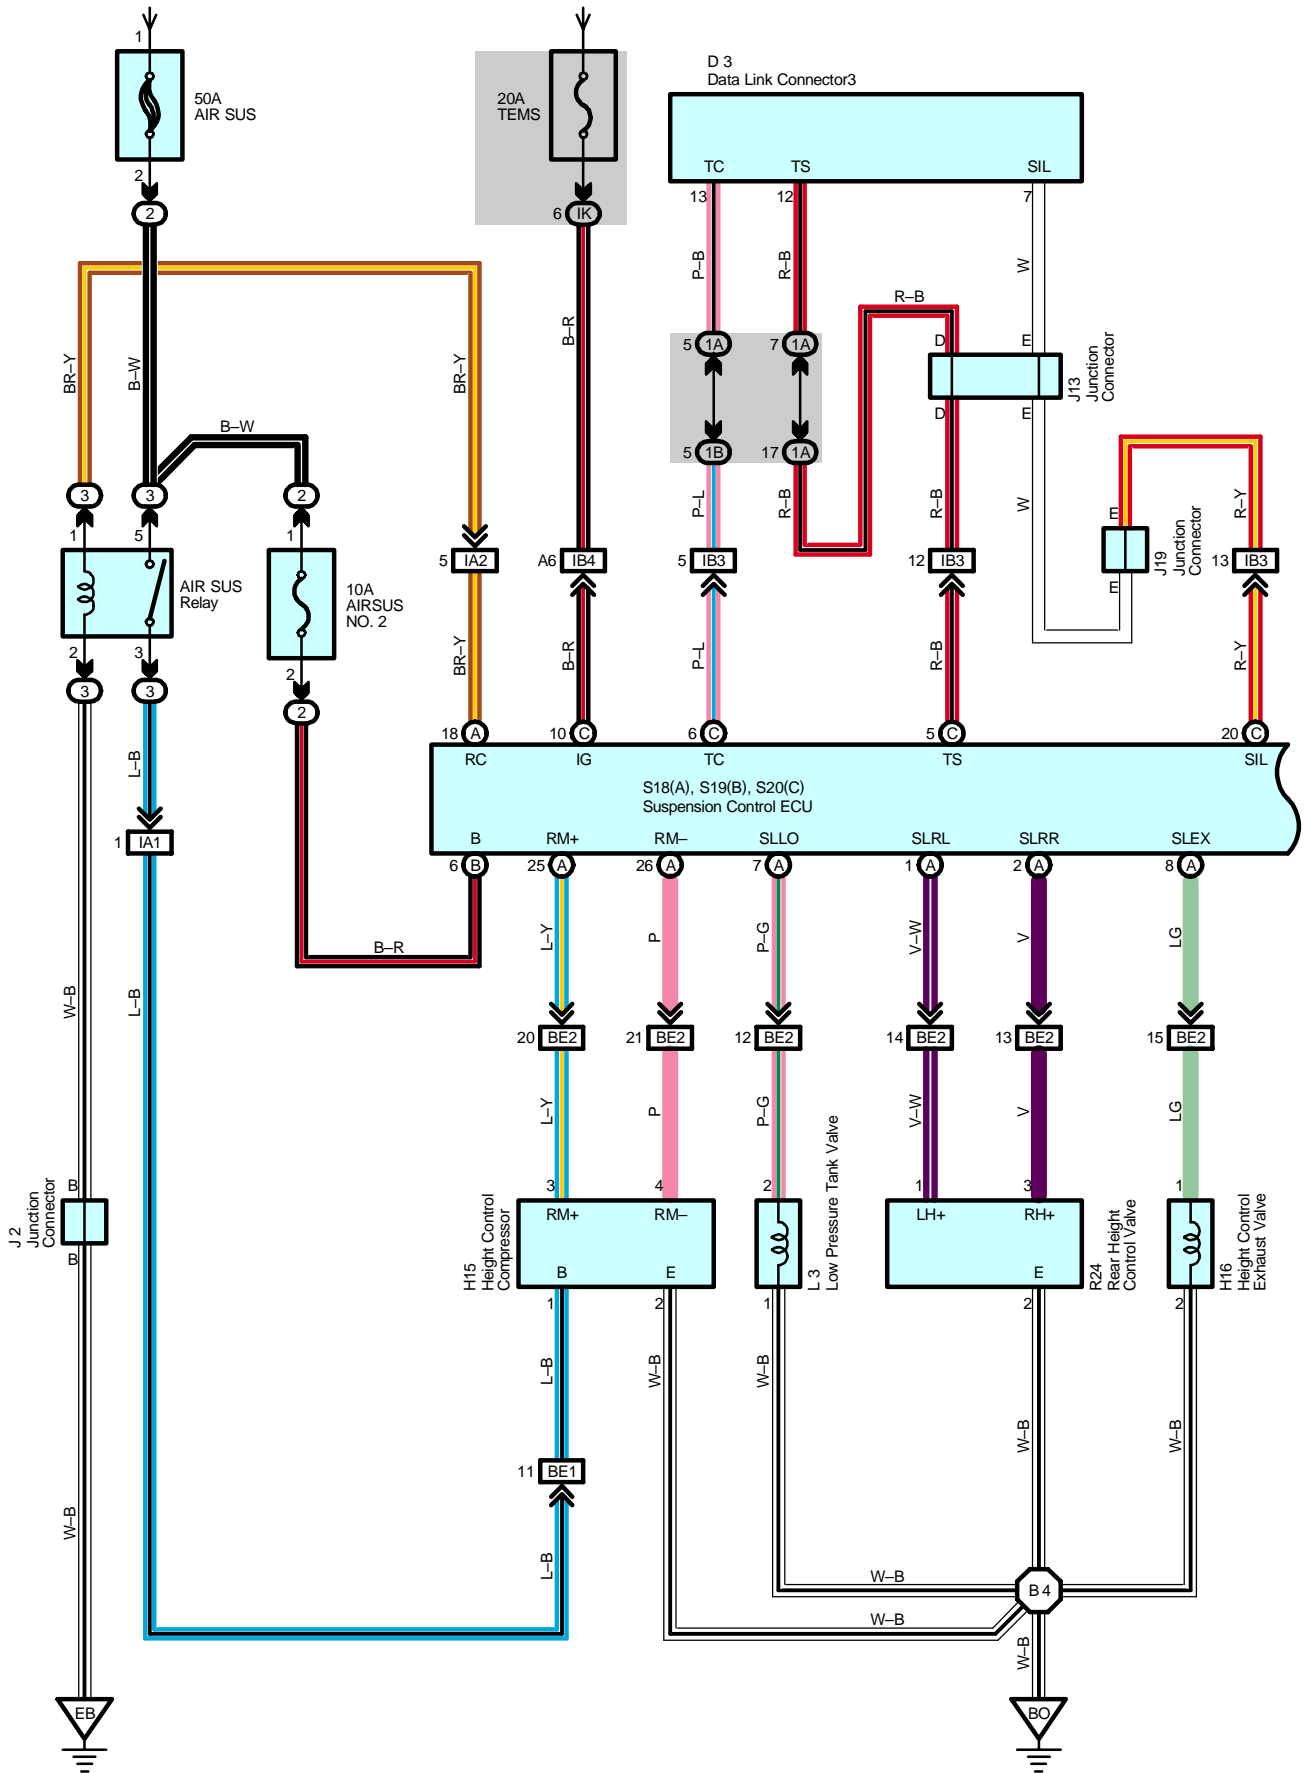 1
50A
AIR SUS
2
2
20A
TEMS
6 IK
D 3
Data Link Connector3
TC TS SIL
13 12 7
P–B
R–B
W
R–B
BR–Y
B–W
BR–Y
B–R
5 1A
7 1A
D E
J13
Junction
Connector
D E
B–W
5 1B
17 1A
P–L
R–B
R–B
W
R–Y
3
3
2
1 5
1
AIR SUS
Relay
10A
AIRSUS
NO. 2
5 IA2
A6 IB4
5 IB3
12 IB3
E
E
J19
Junction
Connector
13 IB3
2 3
2
3
3
2
BR–Y
B–R
P–L
R–B
R–Y
18 A
10 C
6 C
5 C
20 C
RC IG TC TS SIL
S18(A), S19(B), S20(C)
Suspension Control ECU
B RM+ RM– SLLO SLRL SLRR SLEX
6 B
25 A
26 A
7 A
1 A
2 A
8 A
L–B
1 IA1
B–R
L–Y
P
P–G
V–W
V
LG
W–B
L–B
20 BE2
21 BE2
12 BE2
14 BE2
13 BE2
15 BE2
L–Y
P
P–G
V–W
V
LG
B
B
J 2
Junction
Connector
3 4
RM+ RM–
B E
1 2
H15
Height Control
Compressor
2
1
L 3
Low Pressure Tank Valve
1 3
LH+ RH+
E
2
R24
Rear Height
Control Valve
1
2
H16
Height Control
Exhaust Valve
L–B
W–B
W–B
W–B
W–B
11 BE1
W–B
L–B
W–B
W–B
B 4
W–B
EB
BO